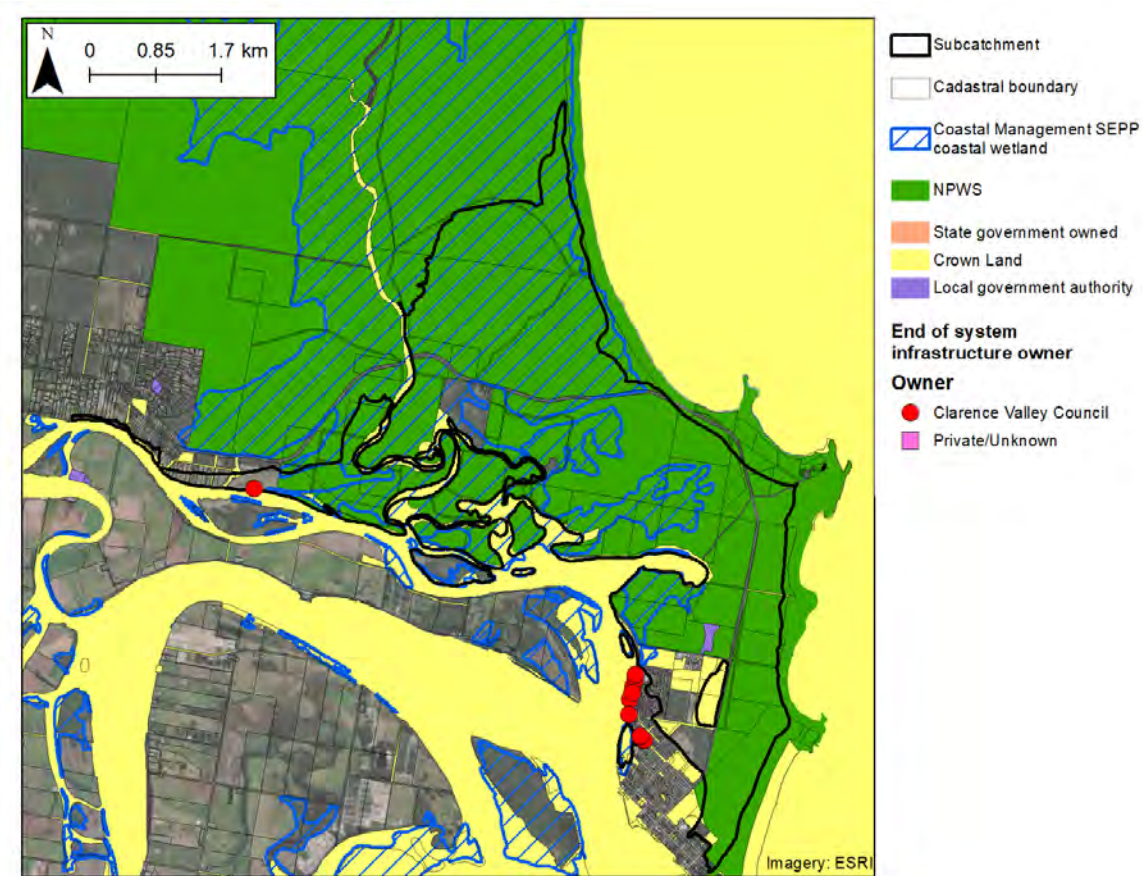 N
0 0.85 1.7 km
Subcatchment
Cadastral boundary
Coastal Management SEPP
coastal wetland
NPWS
State government owned
Crown Land
Local government authority
End of system
infrastructure owner
Owner
Clarence Valley Council
Private/Unknown
Imagery: ESRI